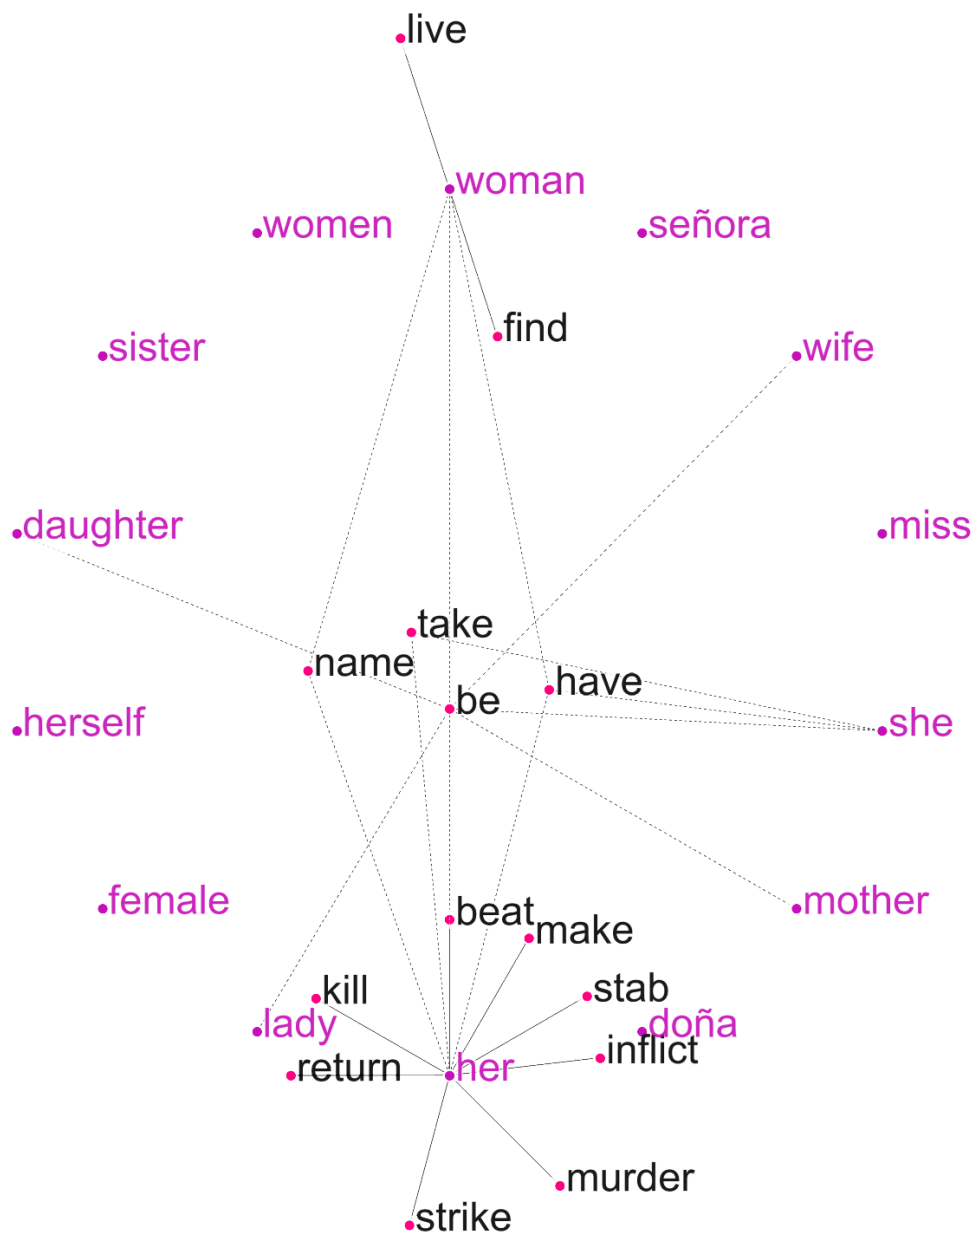 live
woman
women
señora
find
sister
wife
daughter
miss
take
name
have
be
herself
she
female
mother
beat
make
kill
stab
lady
doña
inflict
return
her
murder
strike